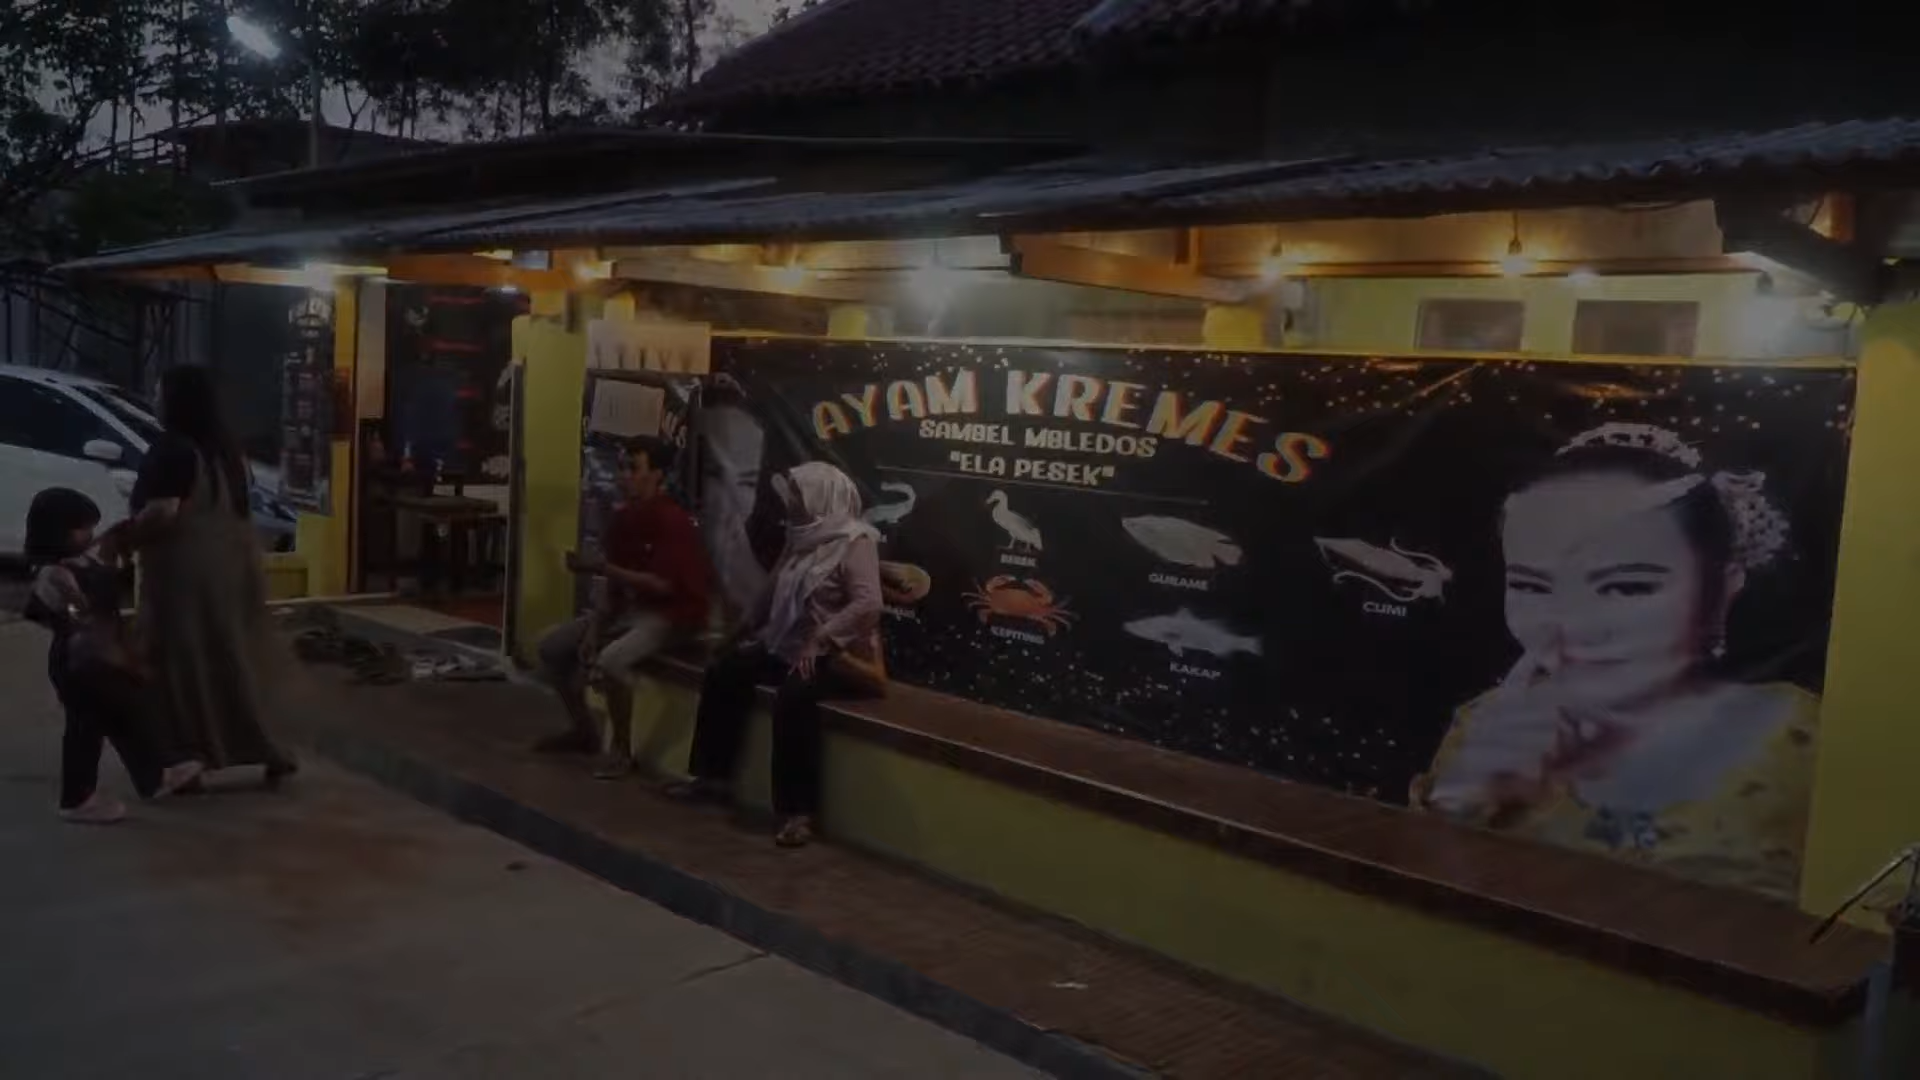 AYAM KREMES
SAMBEL MBLEDOS
"ELA PESEK"
BEBEK
GURAME
CUMI
KEPITING
KAKAP